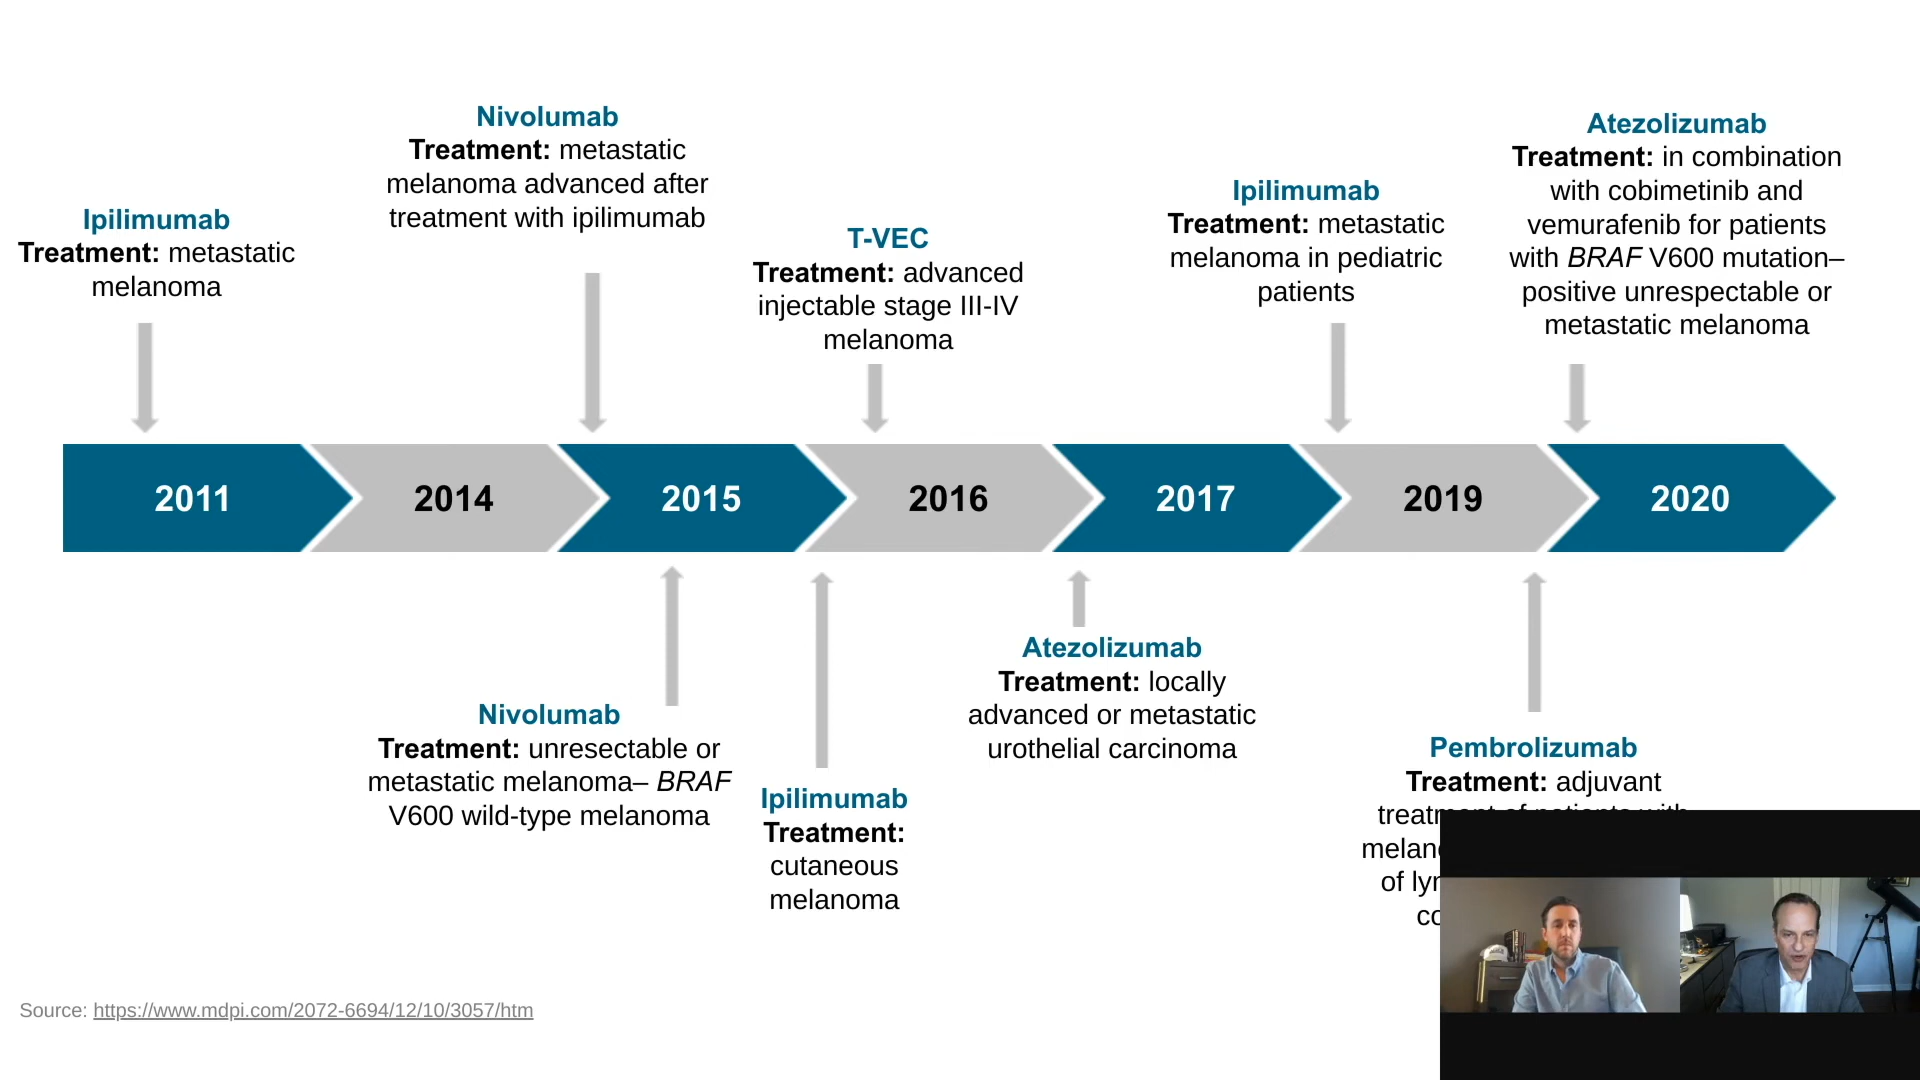 Ipilimumab
Treatment: metastatic
melanoma
Nivolumab
Treatment: metastatic
melanoma advanced after
treatment with ipilimumab
T-VEC
Treatment: advanced
injectable stage III-IV
melanoma
Ipilimumab
Treatment: metastatic
melanoma in pediatric
patients
Atezolizumab
Treatment: in combination
with cobimetinib and
vemurafenib for patients
with BRAF V600 mutation–
positive unrespectable or
metastatic melanoma
2011
2014
2015
2016
2017
2019
2020
Nivolumab
Treatment: unresectable or
metastatic melanoma– BRAF
V600 wild-type melanoma
Ipilimumab
Treatment:
cutaneous
melanoma
Atezolizumab
Treatment: locally
advanced or metastatic
urothelial carcinoma
Pembrolizumab
Treatment: adjuvant
treatment of patients with
of
Source: https://www.mdpi.com/2072-6694/12/10/3057/htm